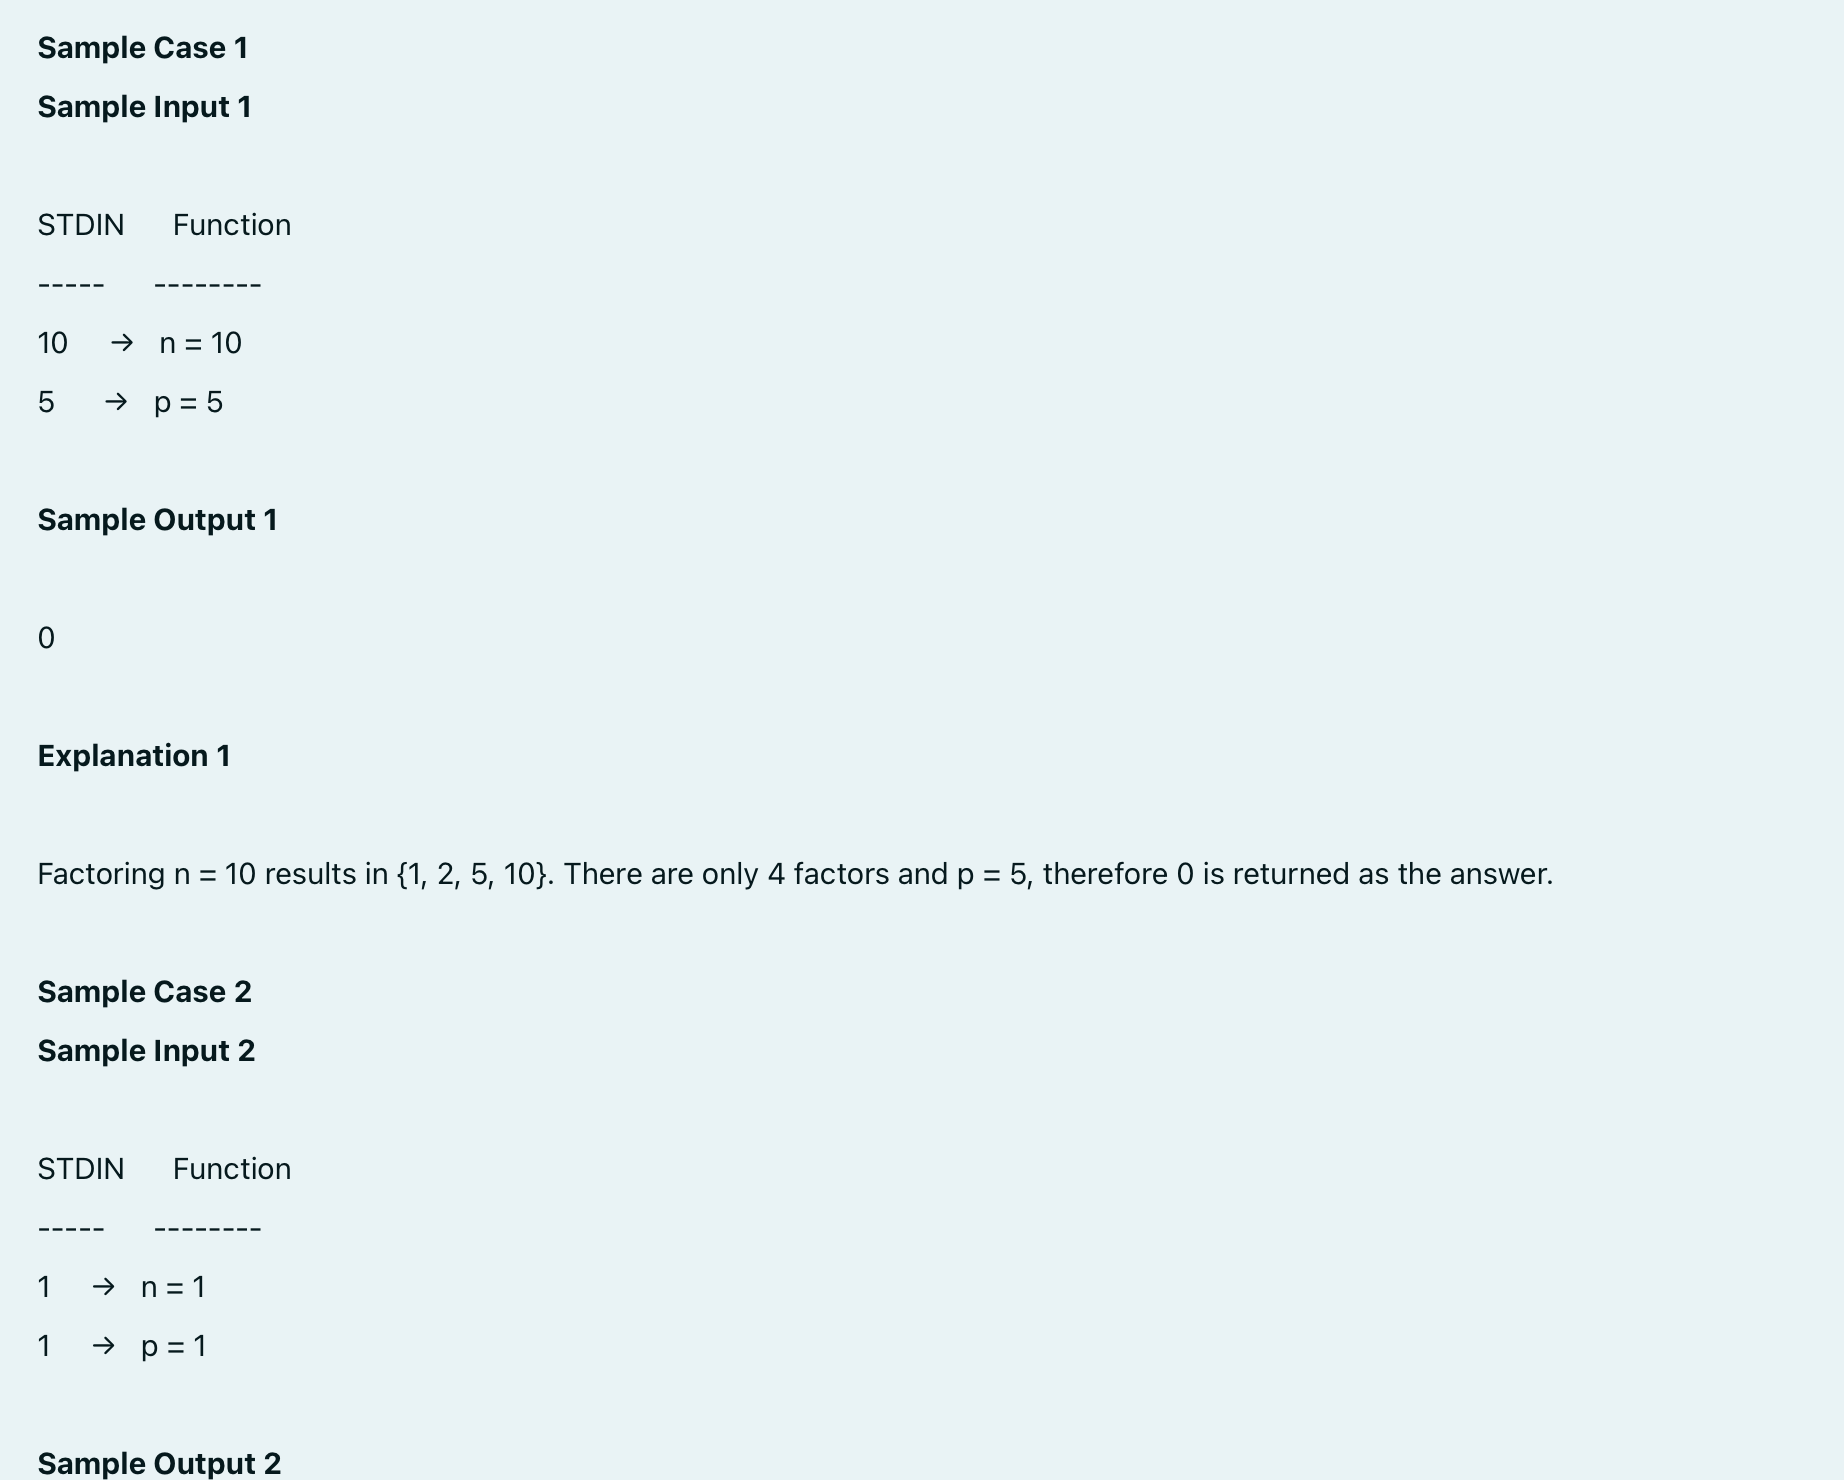 Sample Case 1
Sample Input 1
STDIN Function
----- --------
10 → n = 10
5 → p = 5
Sample Output 1
0
Explanation 1
Factoring n = 10 results in {1, 2, 5, 10}. There are only 4 factors and p = 5, therefore 0 is returned as the answer.
Sample Case 2
Sample Input 2
STDIN Function
----- --------
1 → n = 1
1 → p = 1
Sample Output 2